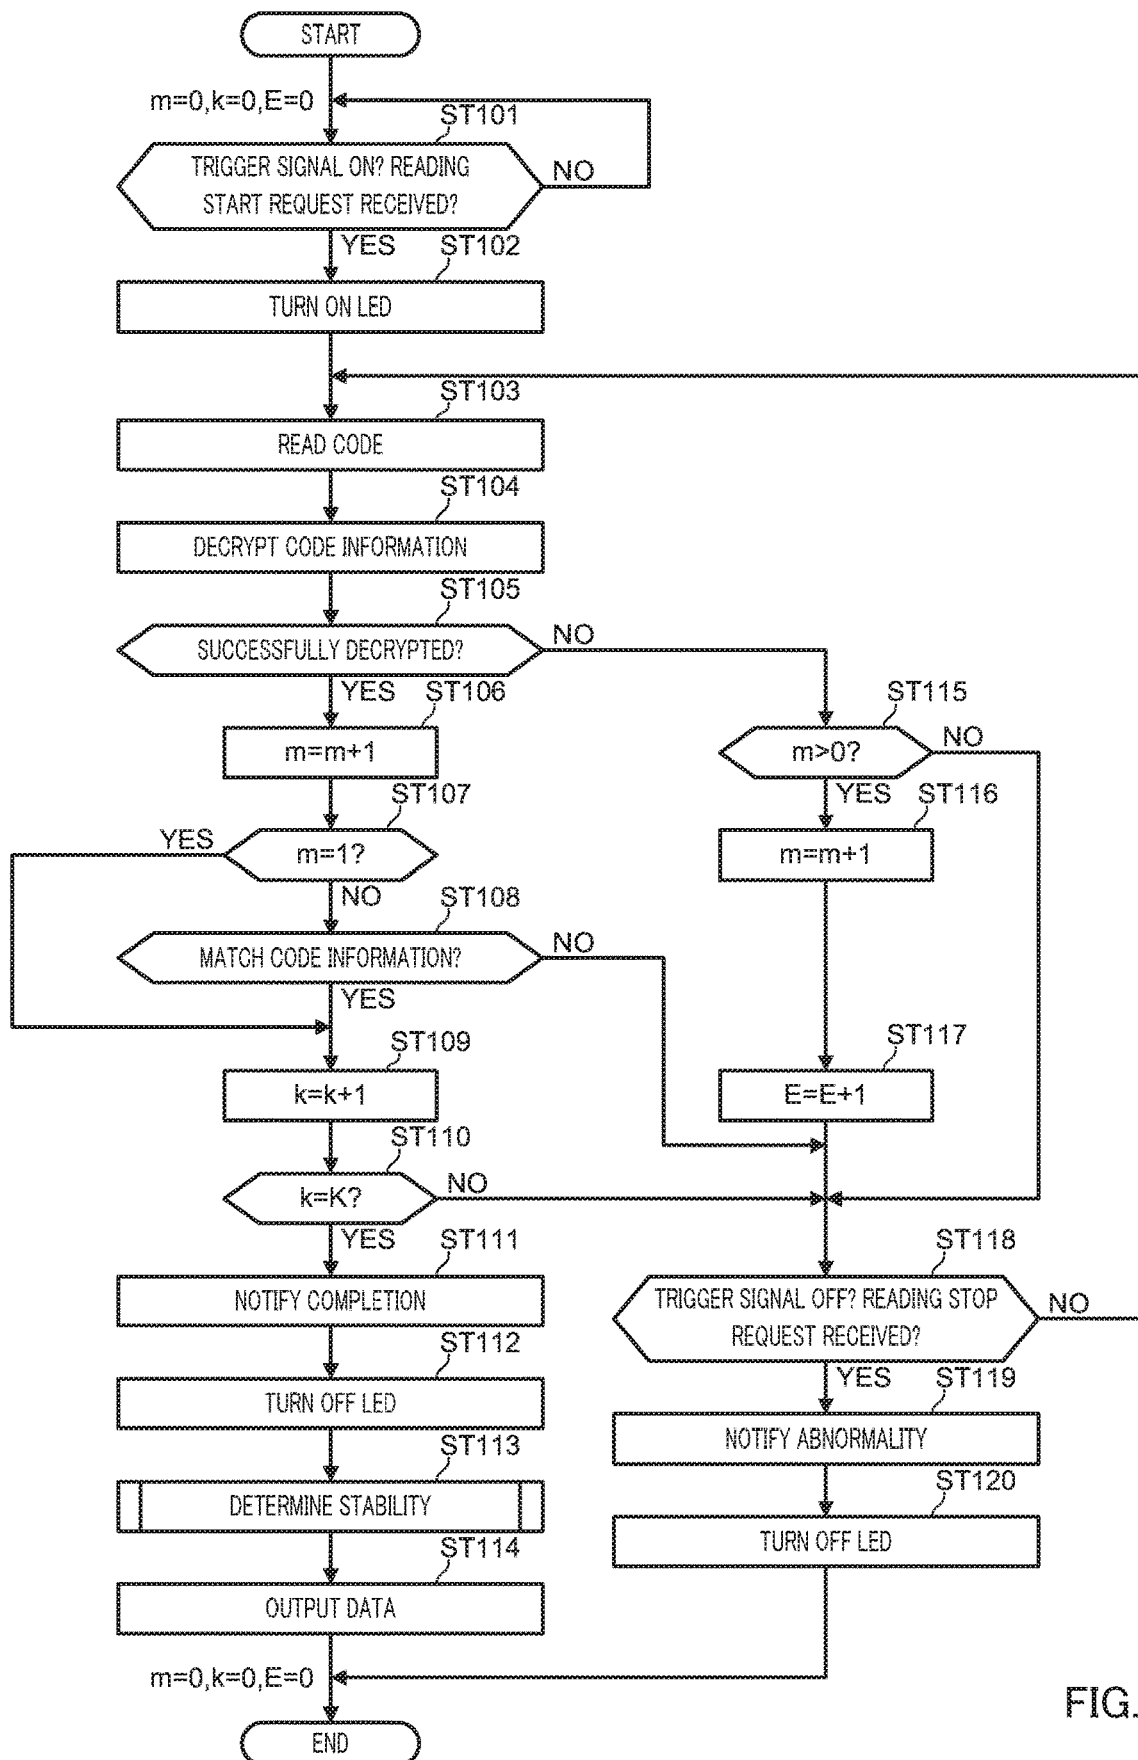 START
m=0,k=0,E=0
ST101
TRIGGER SIGNAL ON? READING
START REQUEST RECEIVED?
NO
YES
ST102
TURN ON LED
ST103
READ CODE
ST104
DECRYPT CODE INFORMATION
ST105
SUCCESSFULLY DECRYPTED?
NO
YES
ST106
m=m+1
ST107
YES
m=1?
NO
ST108
MATCH CODE INFORMATION?
NO
YES
ST109
k=k+1
ST110
k=K?
NO
YES
ST111
NOTIFY COMPLETION
ST112
TURN OFF LED
ST113
DETERMINE STABILITY
ST114
OUTPUT DATA
m=0,k=0,E=0
END
ST115
m>0?
NO
YES
ST116
m=m+1
ST117
E=E+1
ST118
TRIGGER SIGNAL OFF? READING STOP
REQUEST RECEIVED?
NO
YES
ST119
NOTIFY ABNORMALITY
ST120
TURN OFF LED
FIG.